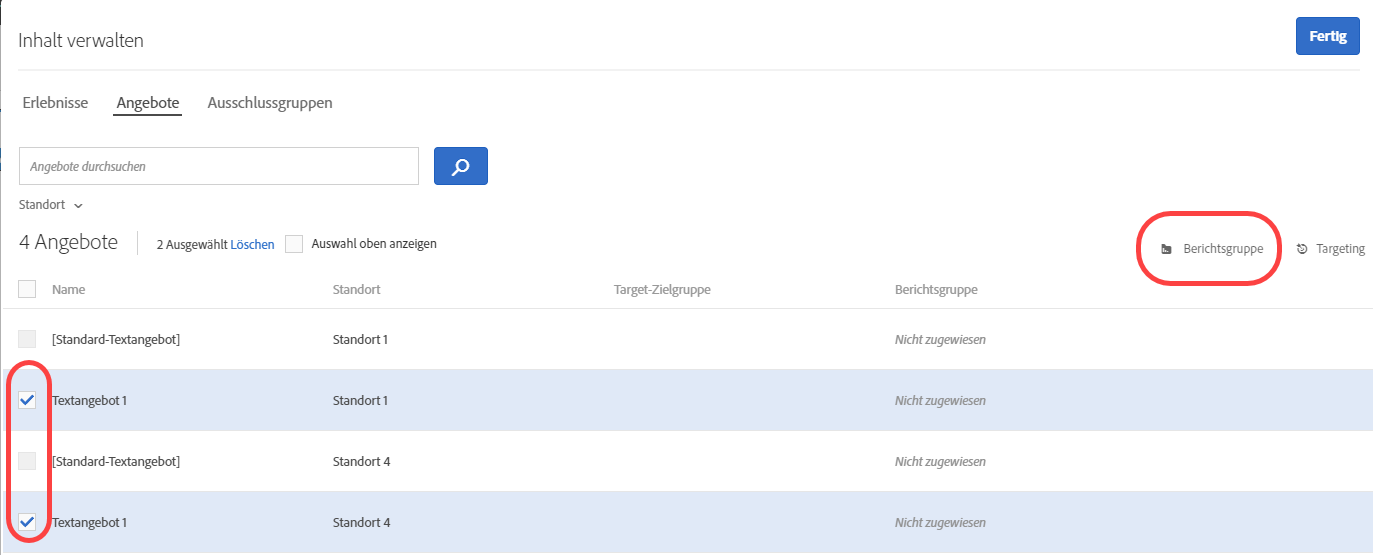 Inhalt verwalten
Fertig
Erlebnisse Angebote Ausschlussgruppen
Angebote durchsuchen
Standort
4 Angebote 2 Ausgewählt Löschen Auswahl oben anzeigen Berichtsgruppe Targeting
Name Standort Target-Zielgruppe Berichtsgruppe
[Standard-Textangebot] Standort 1 Nicht zugewiesen
Textangebot 1 Standort 1 Nicht zugewiesen
[Standard-Textangebot] Standort 4 Nicht zugewiesen
Textangebot 1 Standort 4 Nicht zugewiesen